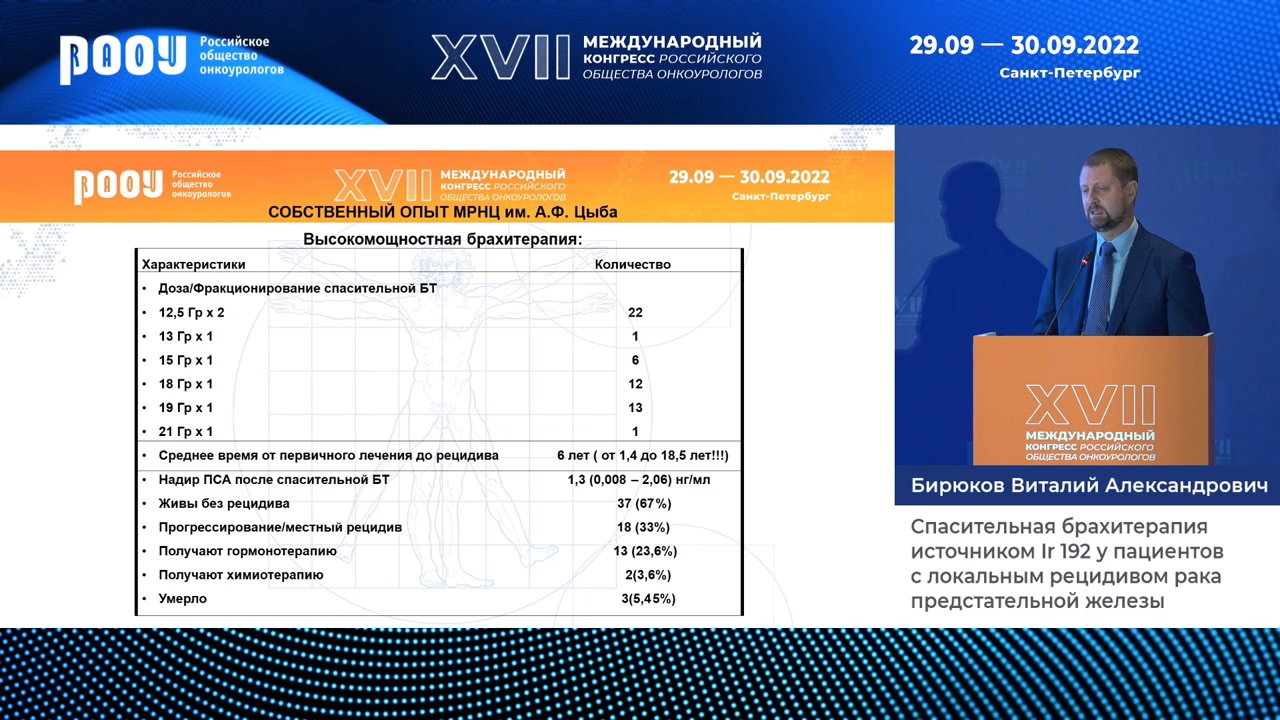 РАОУ
Российское
общество
онкоурологов
XVII
МЕЖДУНАРОДНЫЙ
КОНГРЕСС РОССИЙСКОГО
ОБЩЕСТВА ОНКОУРОЛОГОВ
29.09 — 30.09.2022
Санкт-Петербург
РАОУ
Российское
общество
онкоурологов
XVII
МЕЖДУНАРОДНЫЙ
КОНГРЕСС РОССИЙСКОГО
ОБЩЕСТВА ОНКОУРОЛОГОВ
29.09 — 30.09.2022
Санкт-Петербург
СОБСТВЕННЫЙ ОПЫТ МРНЦ им. А.Ф. Цыба
Высокомощностная брахитерапия:
Характеристики Количество
• Доза/Фракционирование спасительной БТ
• 12,5 Гр х 2 22
• 13 Гр х 1 1
• 15 Гр х 1 6
• 18 Гр х 1 12
• 19 Гр х 1 13
• 21 Гр х 1 1
• Среднее время от первичного лечения до рецидива 6 лет ( от 1,4 до 18,5 лет!!!)
• Надир ПСА после спасительной БТ 1,3 (0,008 – 2,06) нг/мл
• Живы без рецидива 37 (67%)
• Прогрессирование/местный рецидив 18 (33%)
• Получают гормонотерапию 13 (23,6%)
• Получают химиотерапию 2(3,6%)
• Умерло 3(5,45%)
XVII
МЕЖДУНАРОДНЫЙ
КОНГРЕСС РОССИЙСКОГО
ОБЩЕСТВА ОНКОУРОЛОГОВ
Бирюков Виталий Александрович
Спасительная брахитерапия
источником Ir 192 у пациентов
с локальным рецидивом рака
предстательной железы